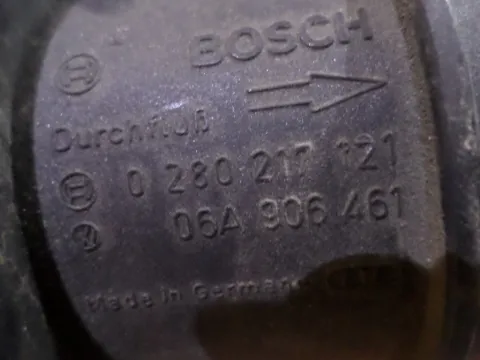 BOSCH
Durchfluß
0 280 217 121
06A 906 461
Made in Germany